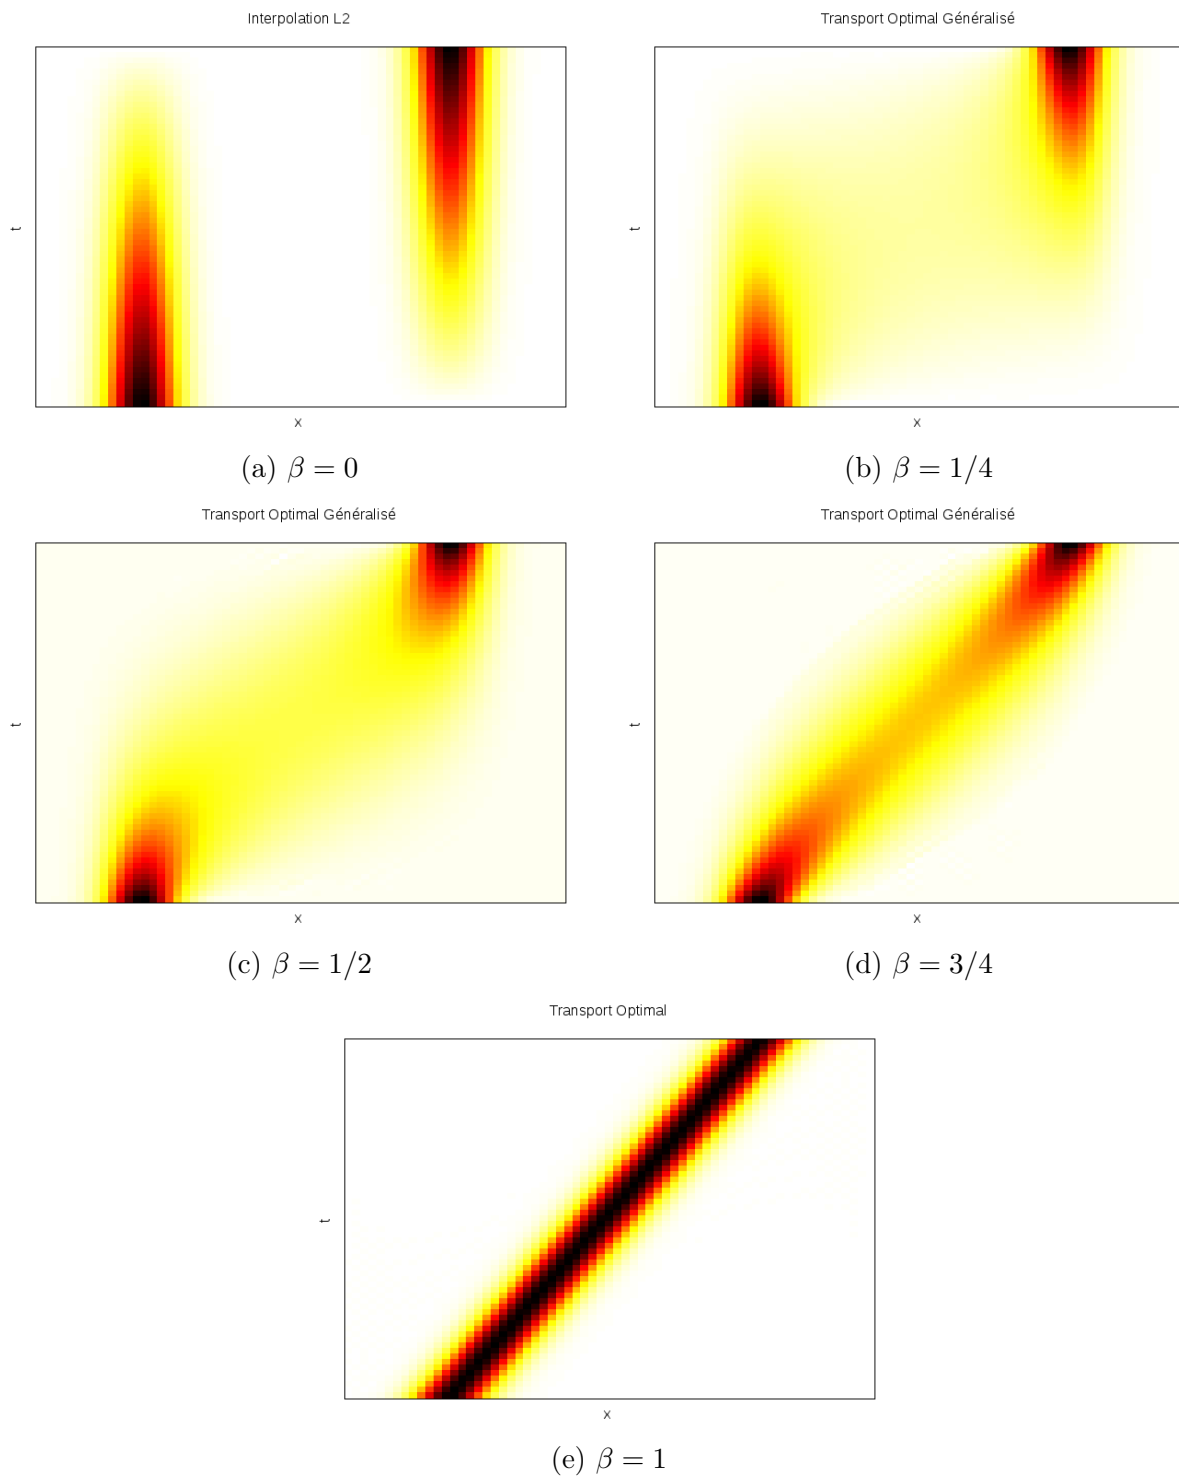 Interpolation L2
Transport Optimal Généralisé
t
t
x
x
(a) β = 0
(b) β = 1/4
Transport Optimal Généralisé
Transport Optimal Généralisé
t
t
x
x
(c) β = 1/2
(d) β = 3/4
Transport Optimal
t
x
(e) β = 1